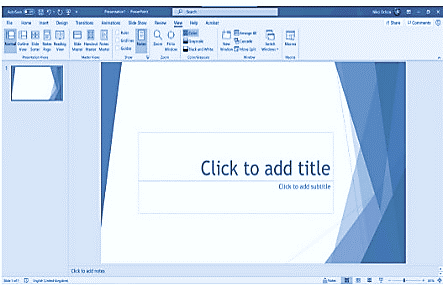 AutoSave Presentation1 - PowerPoint Search
File Home Insert Design Transitions Animations Slide Show Review View Help Acrobat Share Comments
Normal Outline View Slide Sorter Notes Page Reading View Slide Master Handout Master Notes Master Ruler Gridlines Guides Notes Zoom Fit to Window Color Grayscale Black and White New Window Arrange All Cascade Move Split Switch Windows Macros
Presentation Views Master Views Show Zoom Color/Grayscale Window Macros
1
Click to add title
Click to add subtitle
Click to add notes
Slide 1 of 1 English (United Kingdom) Notes